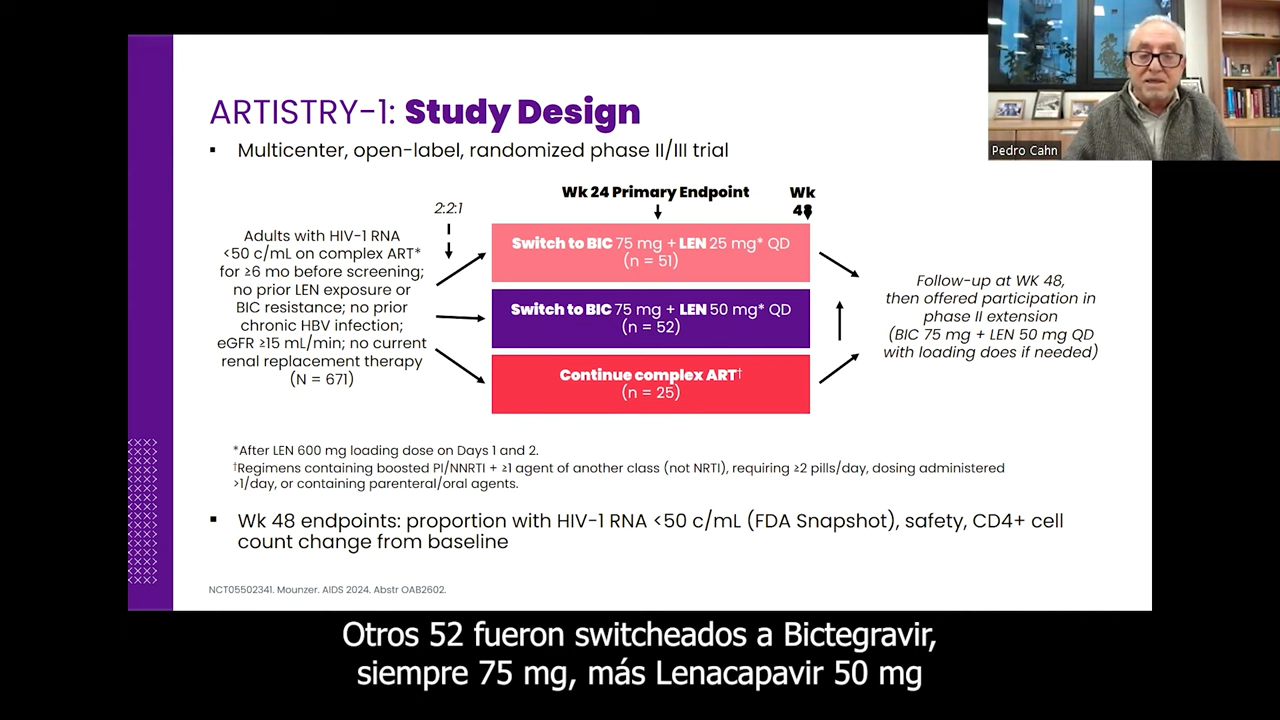 ARTISTRY-1: Study Design
▪ Multicenter, open-label, randomized phase II/III trial
Pedro Cahn
Wk 24 Primary Endpoint
Wk
48
2:2:1
Adults with HIV-1 RNA
<50 c/mL on complex ART*
for ≥6 mo before screening;
no prior LEN exposure or
BIC resistance; no prior
chronic HBV infection;
eGFR ≥15 mL/min; no current
renal replacement therapy
(N = 671)
Switch to BIC 75 mg + LEN 25 mg* QD
(n = 51)
Switch to BIC 75 mg + LEN 50 mg* QD
(n = 52)
Continue complex ART†
(n = 25)
Follow-up at WK 48,
then offered participation in
phase II extension
(BIC 75 mg + LEN 50 mg QD
with loading does if needed)
*After LEN 600 mg loading dose on Days 1 and 2.
†Regimens containing boosted PI/NNRTI + ≥1 agent of another class (not NRTI), requiring ≥2 pills/day, dosing administered
>1/day, or containing parenteral/oral agents.
▪ Wk 48 endpoints: proportion with HIV-1 RNA <50 c/mL (FDA Snapshot), safety, CD4+ cell
count change from baseline
NCT05502341. Mounzer. AIDS 2024. Abstr OAB2602.
Otros 52 fueron switcheados a Bictegravir,
siempre 75 mg, más Lenacapavir 50 mg